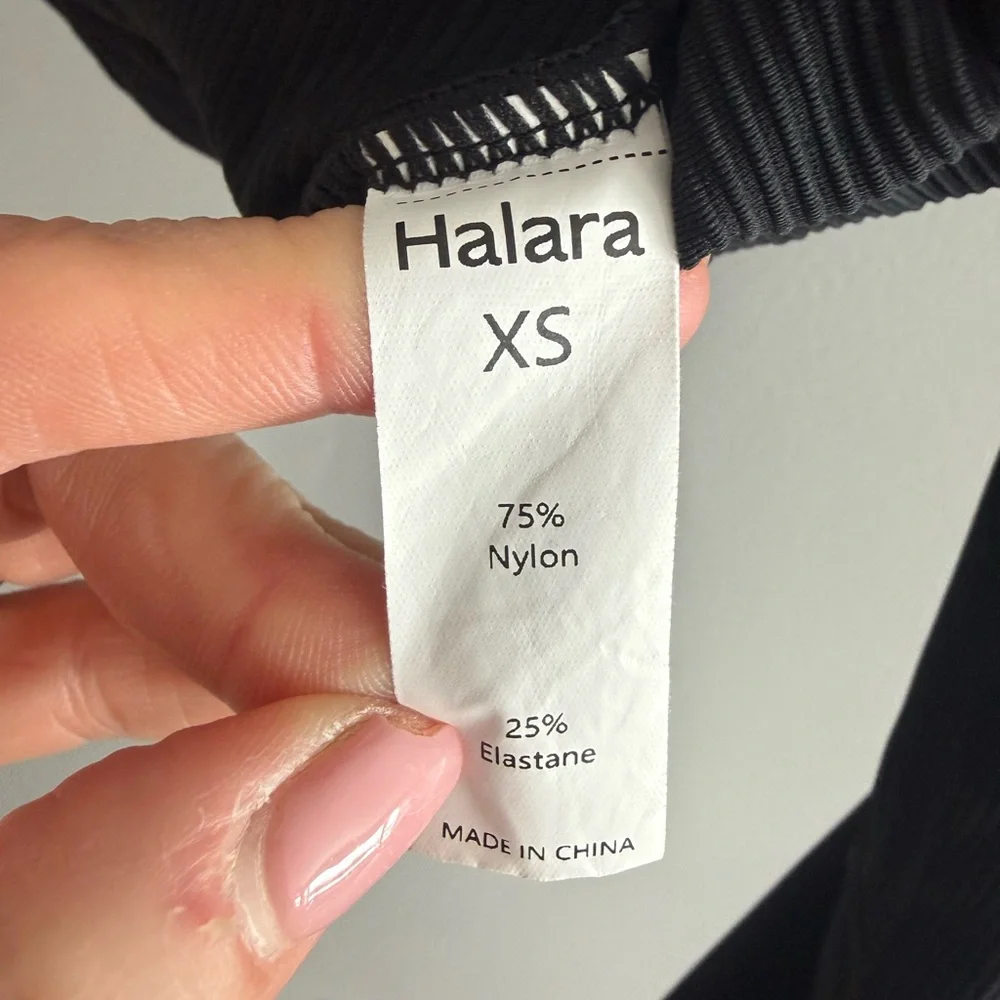 Halara
XS
75%
Nylon
25%
Elastane
MADE IN CHINA